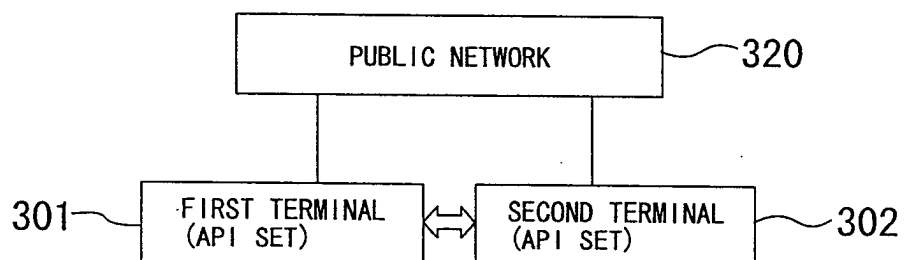 PUBLIC NETWORK
320
301
FIRST TERMINAL
(API SET)
SECOND TERMINAL
(API SET)
302